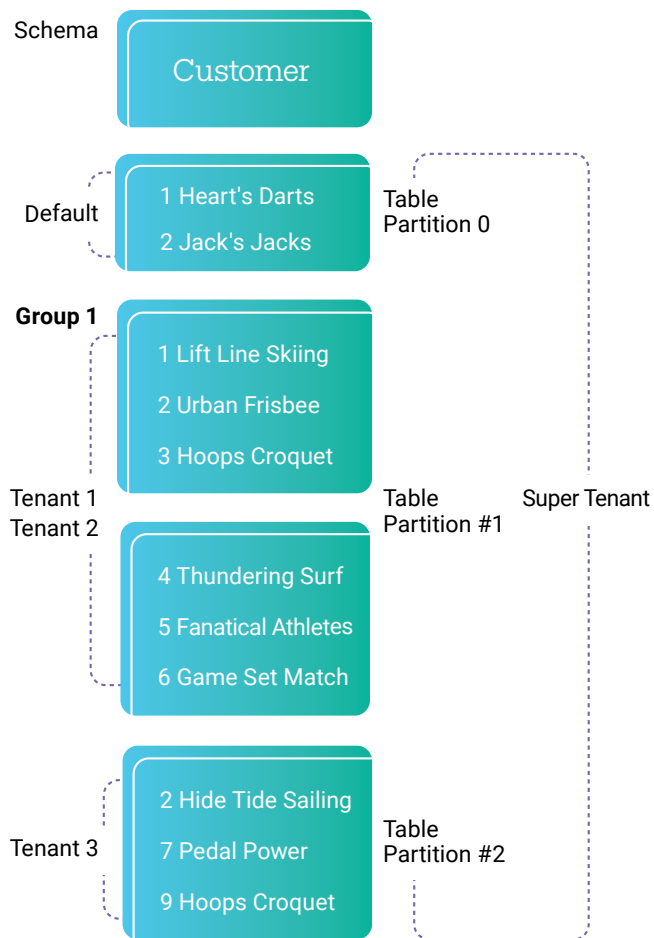 Schema
Customer
Default
1 Heart's Darts
2 Jack's Jacks
Table
Partition 0
Group 1
1 Lift Line Skiing
2 Urban Frisbee
3 Hoops Croquet
Tenant 1
Tenant 2
Table
Partition #1
Super Tenant
4 Thundering Surf
5 Fanatical Athletes
6 Game Set Match
Tenant 3
2 Hide Tide Sailing
7 Pedal Power
9 Hoops Croquet
Table
Partition #2